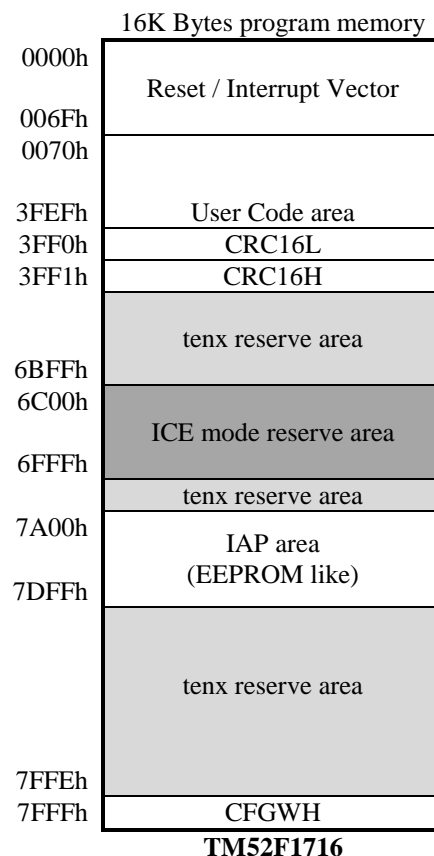 16K Bytes program memory
0000h
Reset / Interrupt Vector
006Fh
0070h
3FEFh User Code area
3FF0h CRC16L
3FF1h CRC16H
tenx reserve area
6BFFh
6C00h
ICE mode reserve area
6FFFh
tenx reserve area
7A00h
IAP area
(EEPROM like)
7DFFh
tenx reserve area
7FFEh
7FFFh CFGWH
TM52F1716